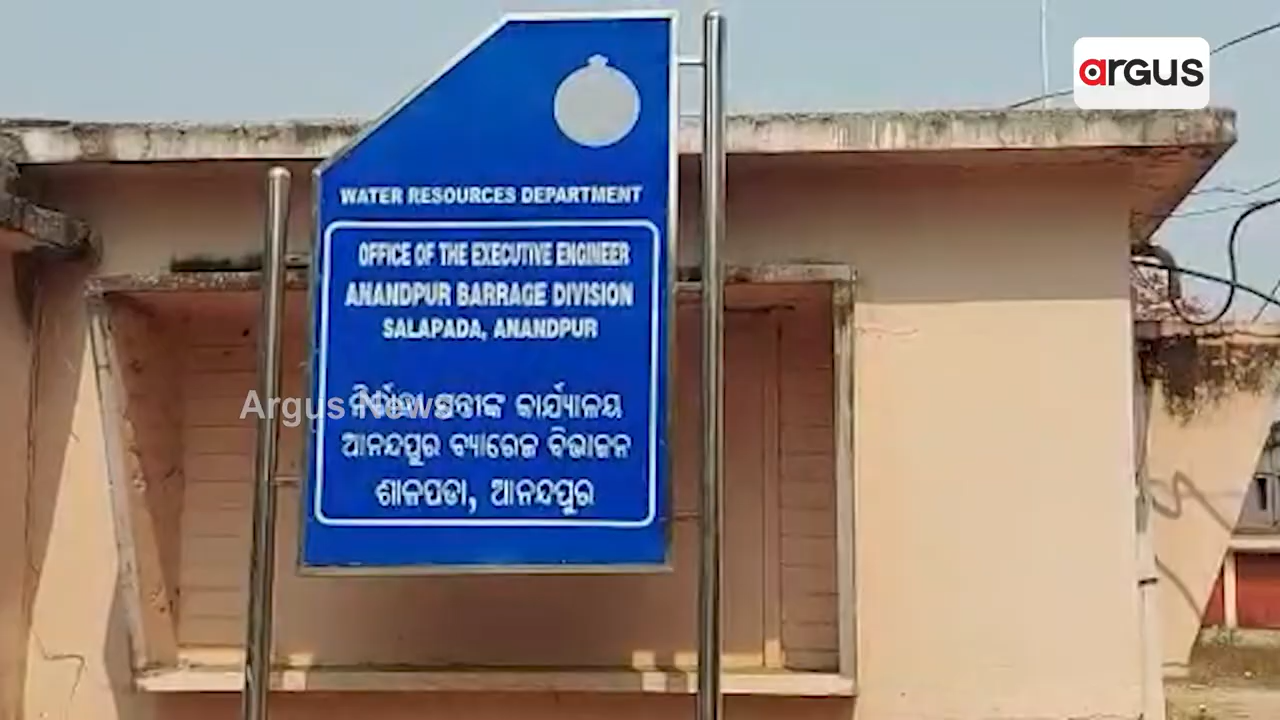 argus
WATER RESOURCES DEPARTMENT
OFFICE OF THE EXECUTIVE ENGINEER
ANANDPUR BARRAGE DIVISION
SALAPADA, ANANDPUR
Argus News
ନିର୍ବାହୀ ଯନ୍ତ୍ରୀଙ୍କ କାର୍ଯ୍ୟାଳୟ
ଆନନ୍ଦପୁର ବ୍ୟାରେଜ ବିଭାଜନ
ଶାଳପଡା, ଆନନ୍ଦପୁର